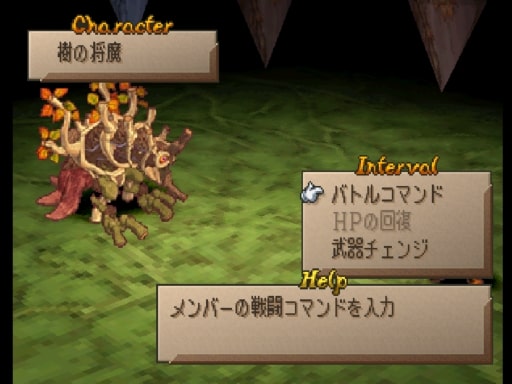 Character
樹の将魔
Interval
バトルコマンド
HPの回復
武器チェンジ
Help
メンバーの戦闘コマンドを入力